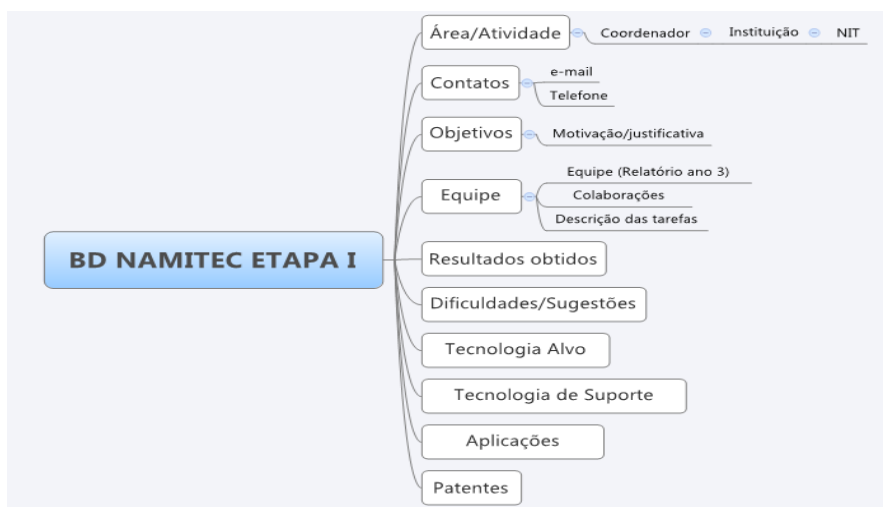 Área/Atividade
Coordenador
Instituição
NIT
Contatos
e-mail
Telefone
Objetivos
Motivação/justificativa
Equipe
Equipe (Relatório ano 3)
Colaborações
Descrição das tarefas
BD NAMITEC ETAPA I
Resultados obtidos
Dificuldades/Sugestões
Tecnologia Alvo
Tecnologia de Suporte
Aplicações
Patentes